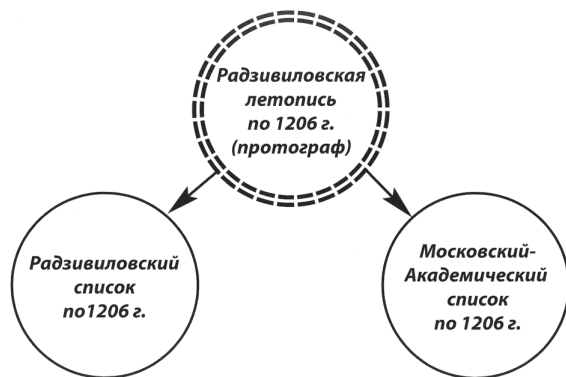 Радзивиловская
летопись
по 1206 г.
(протограф)
Радзивиловский
список
по1206 г.
Московский-
Академический
список
по 1206 г.